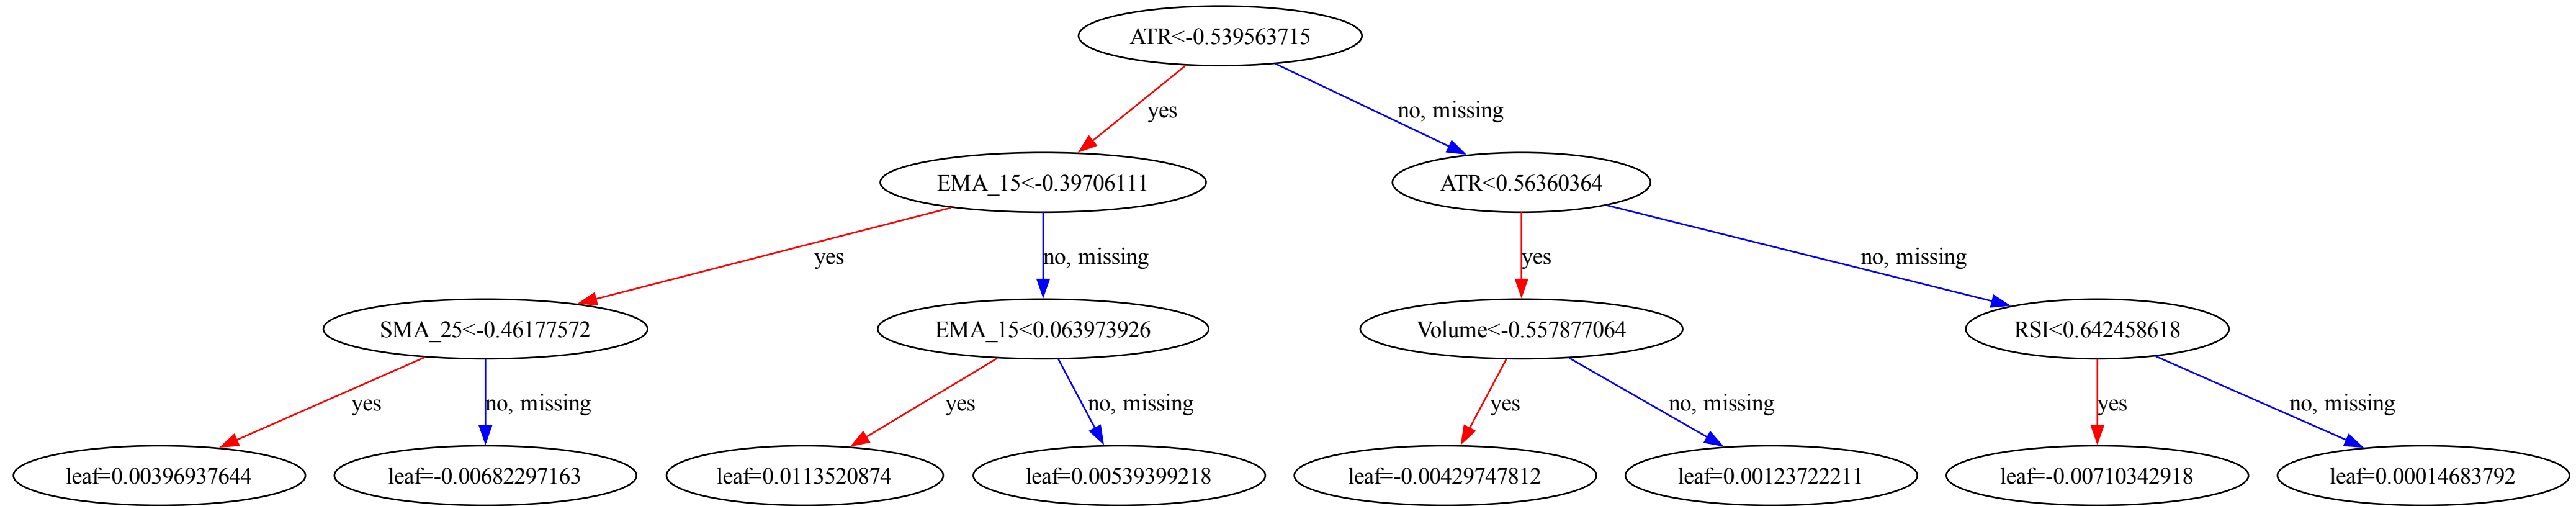 ATR<-0.539563715
yes
no, missing
EMA_15<-0.39706111
ATR<0.56360364
yes
no, missing
yes
no, missing
SMA_25<-0.46177572
EMA_15<0.063973926
Volume<-0.557877064
RSI<0.642458618
yes
no, missing
yes
no, missing
yes
no, missing
yes
no, missing
leaf=0.00396937644
leaf=-0.00682297163
leaf=0.0113520874
leaf=0.00539399218
leaf=-0.00429747812
leaf=0.00123722211
leaf=-0.00710342918
leaf=0.00014683792